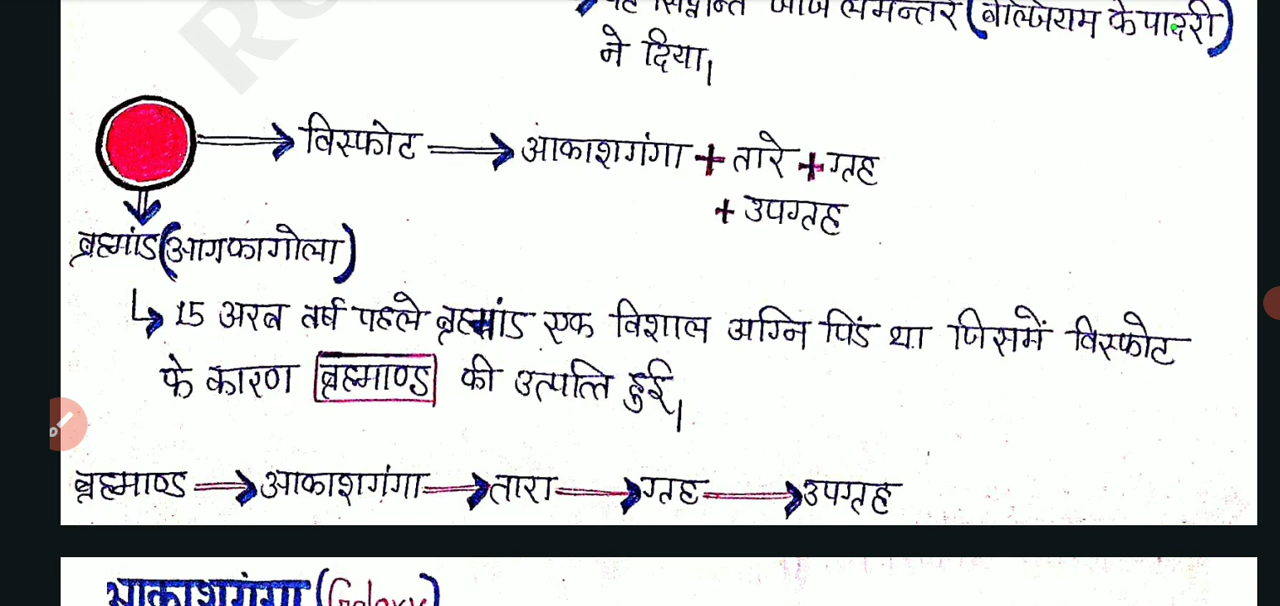 यह सिद्धान्त जार्ज लेमन्तेर (बेल्जियम के पादरी)
ने दिया।
विस्फोट आकाशगंगा + तारे + ग्रह
+ उपग्रह
ब्रह्मांड (आगकागोला)
15 अरब वर्ष पहले ब्रह्मांड एक विशाल अग्नि पिंड था जिसमें विस्फोट
के कारण ब्रह्माण्ड की उत्पत्ति हुई।
ब्रह्माण्ड आकाशगंगा तारा ग्रह उपग्रह
आकाशगंगा (Galaxy)